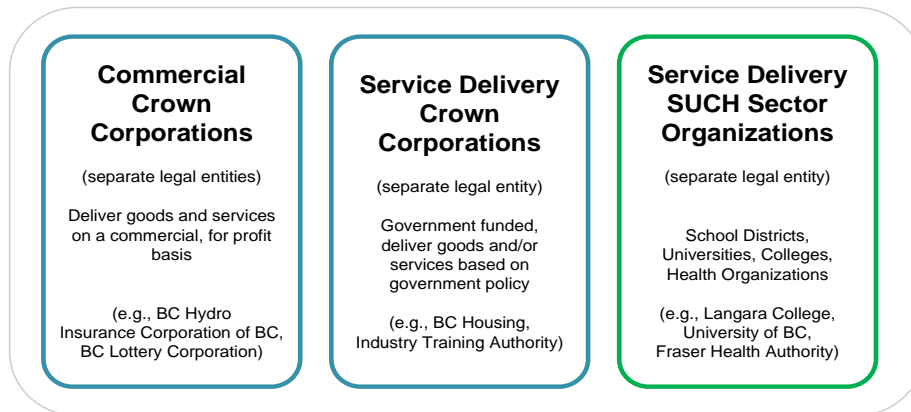 Commercial
Crown
Corporations
(separate legal entities)
Deliver goods and services
on a commercial, for profit
basis
(e.g., BC Hydro
Insurance Corporation of BC,
BC Lottery Corporation)
Service Delivery
Crown
Corporations
(separate legal entity)
Government funded,
deliver goods and/or
services based on
government policy
(e.g., BC Housing,
Industry Training Authority)
Service Delivery
SUCH Sector
Organizations
(separate legal entity)
School Districts,
Universities, Colleges,
Health Organizations
(e.g., Langara College,
University of BC,
Fraser Health Authority)